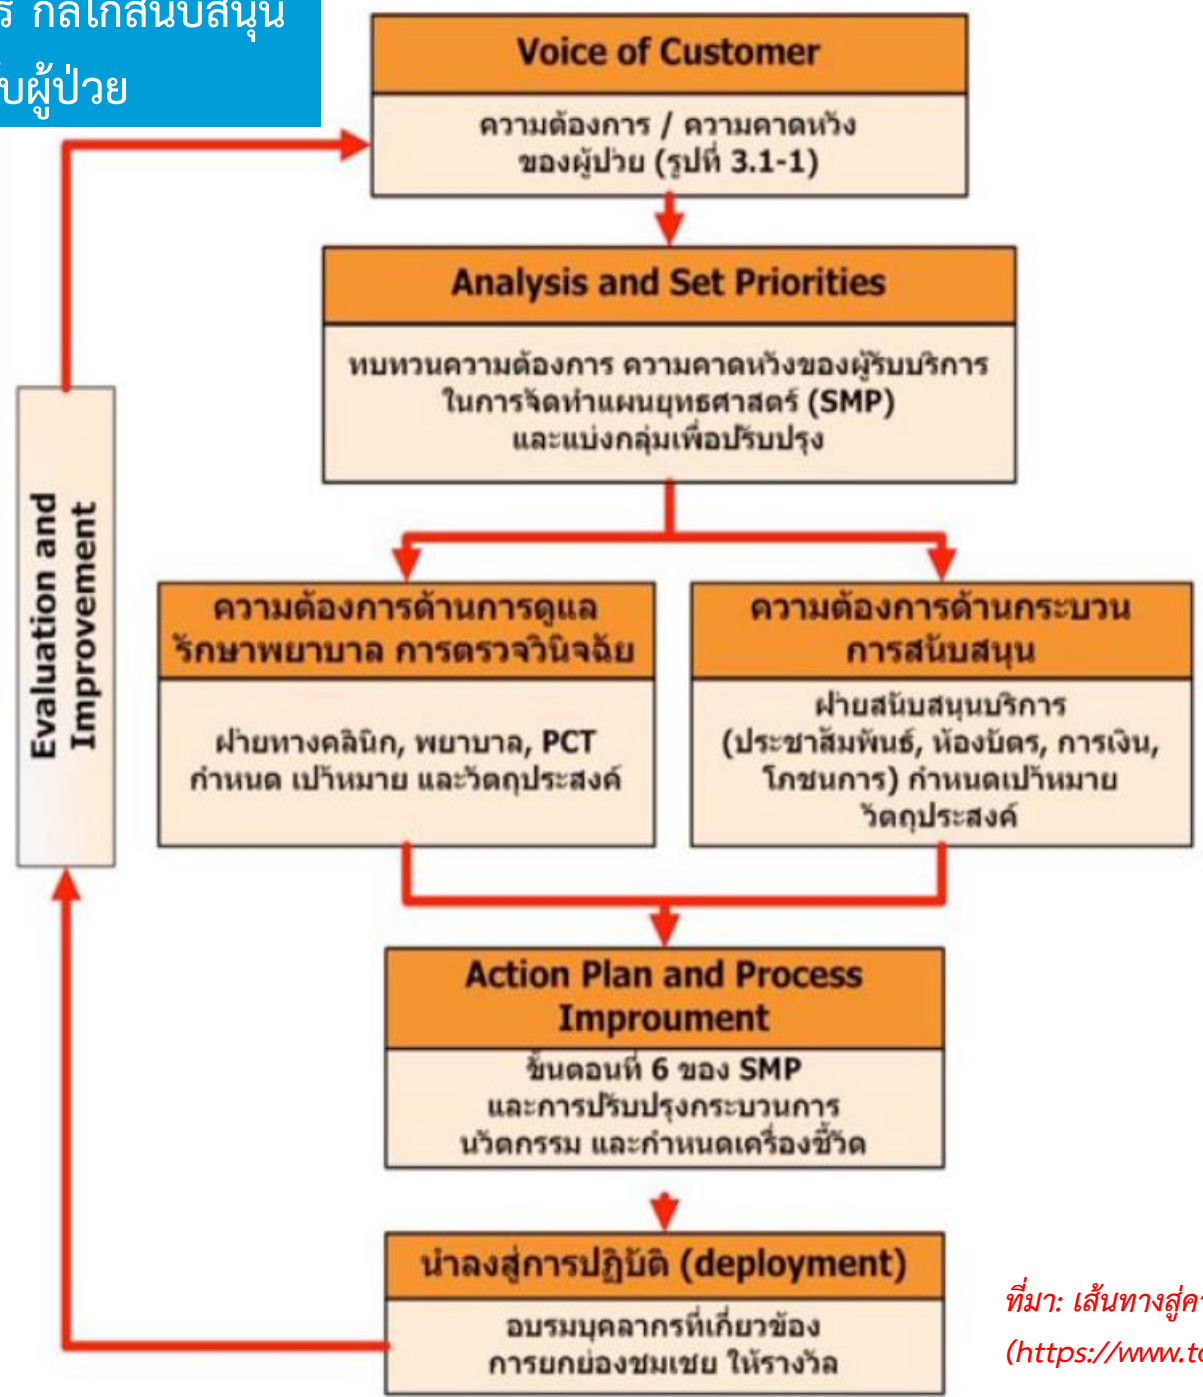 กลไกสนับสนุน
ผู้ป่วย
Voice of Customer
ความต้องการ / ความคาดหวัง
ของผู้ป่วย (รูปที่ 3.1-1)
Analysis and Set Priorities
ทบทวนความต้องการ ความคาดหวังของผู้รับบริการ
ในการจัดทำแผนยุทธศาสตร์ (SMP)
และแบ่งกลุ่มเพื่อปรับปรุง
Evaluation and
Improvement
ความต้องการด้านการดูแล
รักษาพยาบาล การตรวจวินิจฉัย
ฝ่ายทางคลินิก, พยาบาล, PCT
กำหนด เป้าหมาย และวัตถุประสงค์
ความต้องการด้านกระบวน
การสนับสนุน
ฝ่ายสนับสนุนบริการ
(ประชาสัมพันธ์, ห้องบัตร, การเงิน,
โภชนการ) กำหนดเป้าหมาย
วัตถุประสงค์
Action Plan and Process
Improument
ขั้นตอนที่ 6 ของ SMP
และการปรับปรุงกระบวนการ
นวัตกรรม และกำหนดเครื่องชี้วัด
นำลงสู่การปฏิบัติ (deployment)
อบรมบุคลากรที่เกี่ยวข้อง
การยกย่องชมเชย ให้รางวัล
ที่มา: เส้นทางสู่
(https://www.